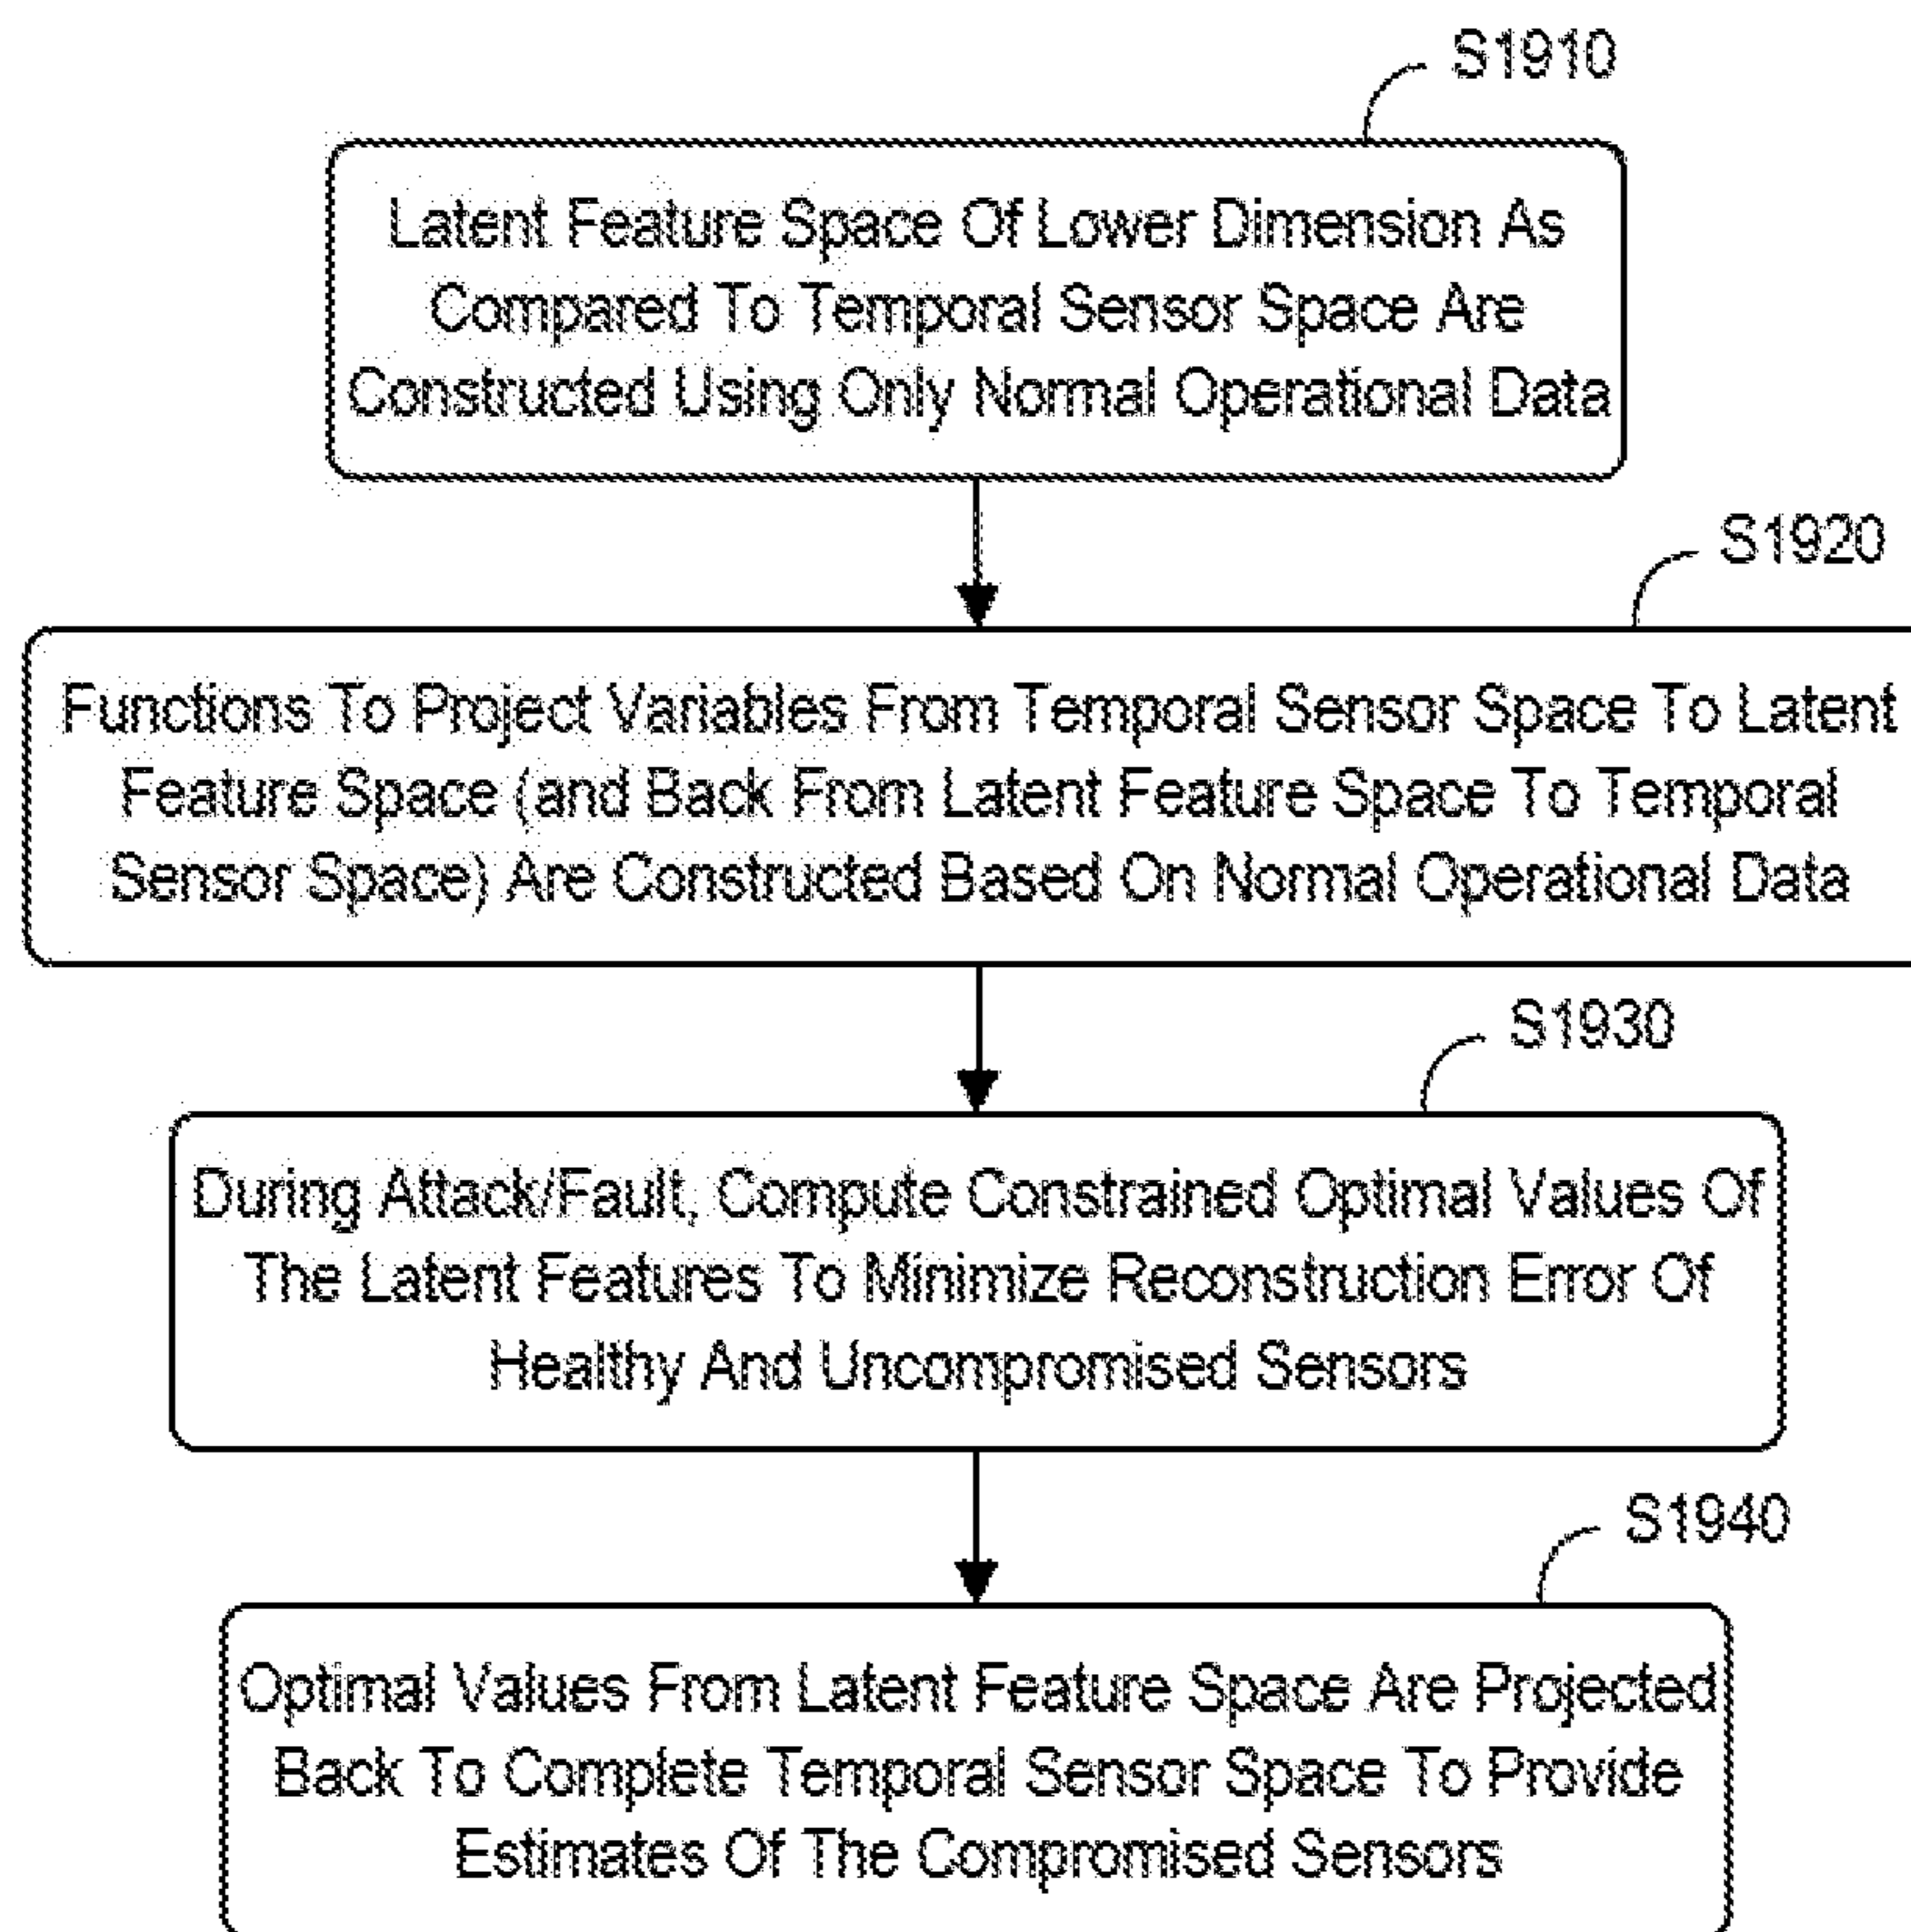 S1910
Latent Feature Space Of Lower Dimension As
Compared To Temporal Sensor Space Are
Constructed Using Only Normal Operational Data
S1920
Functions To Project Variables From Temporal Sensor Space To Latent
Feature Space (and Back From Latent Feature Space To Temporal
Sensor Space) Are Constructed Based On Normal Operational Data
S1930
During Attack/Fault, Compute Constrained Optimal Values Of
The Latent Features To Minimize Reconstruction Error Of
Healthy And Uncompromised Sensors
S1940
Optimal Values From Latent Feature Space Are Projected
Back To Complete Temporal Sensor Space To Provide
Estimates Of The Compromised Sensors